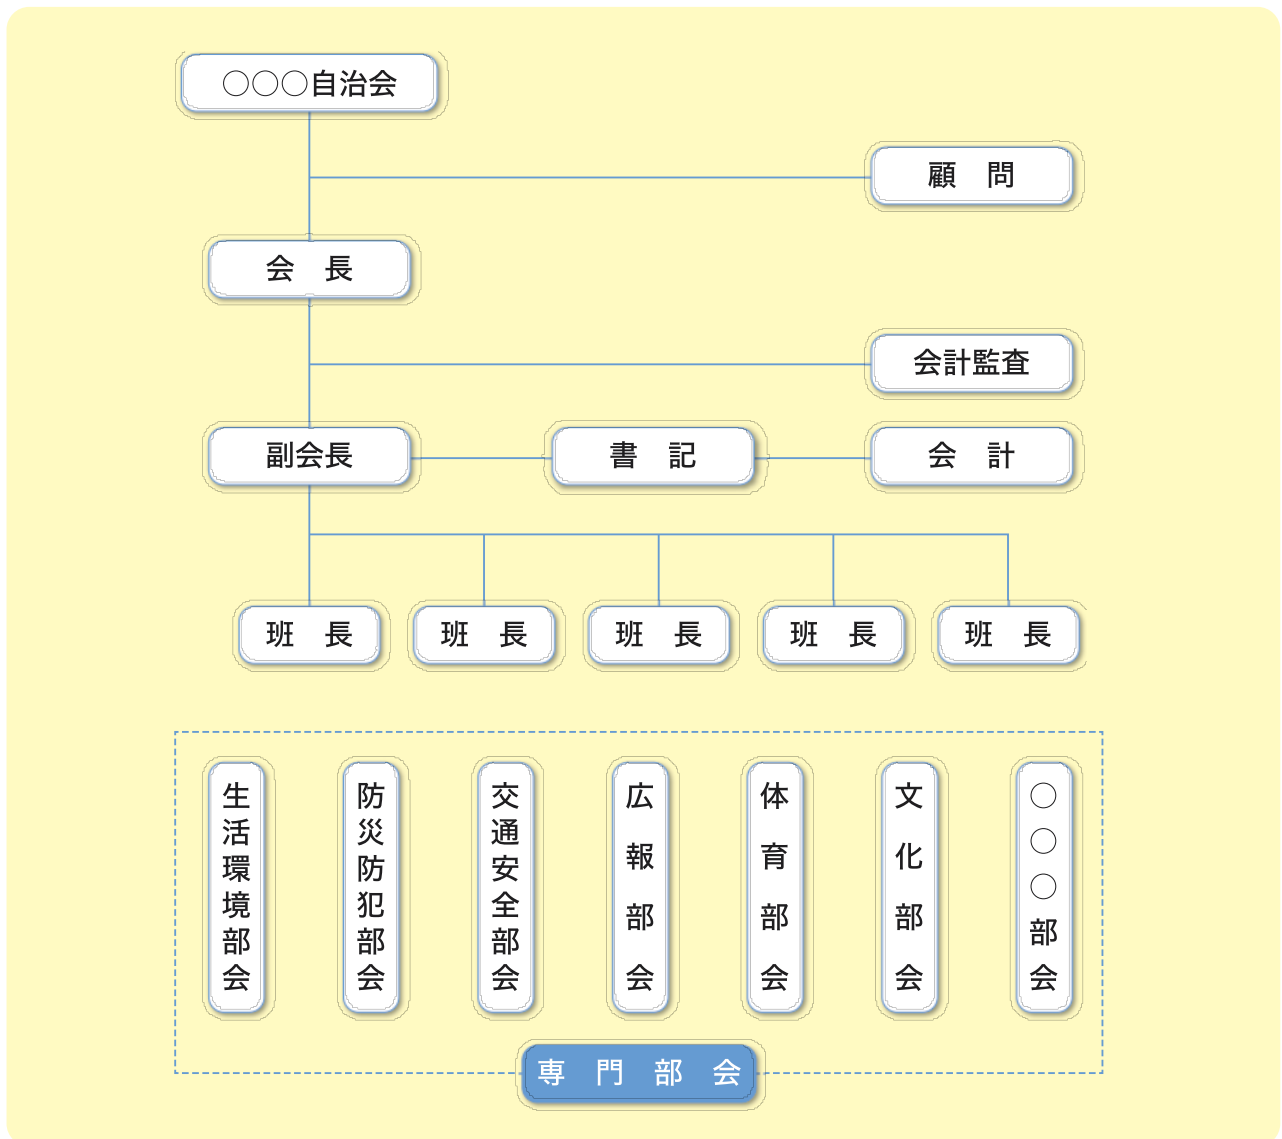 ○○○自治会
顧　問
会　長
会計監査
副会長
書　記
会　計
班　長
班　長
班　長
班　長
班　長
生活環境部会
防災防犯部会
交通安全部会
広報部会
体育部会
文化部会
○○○部会
専　門　部　会